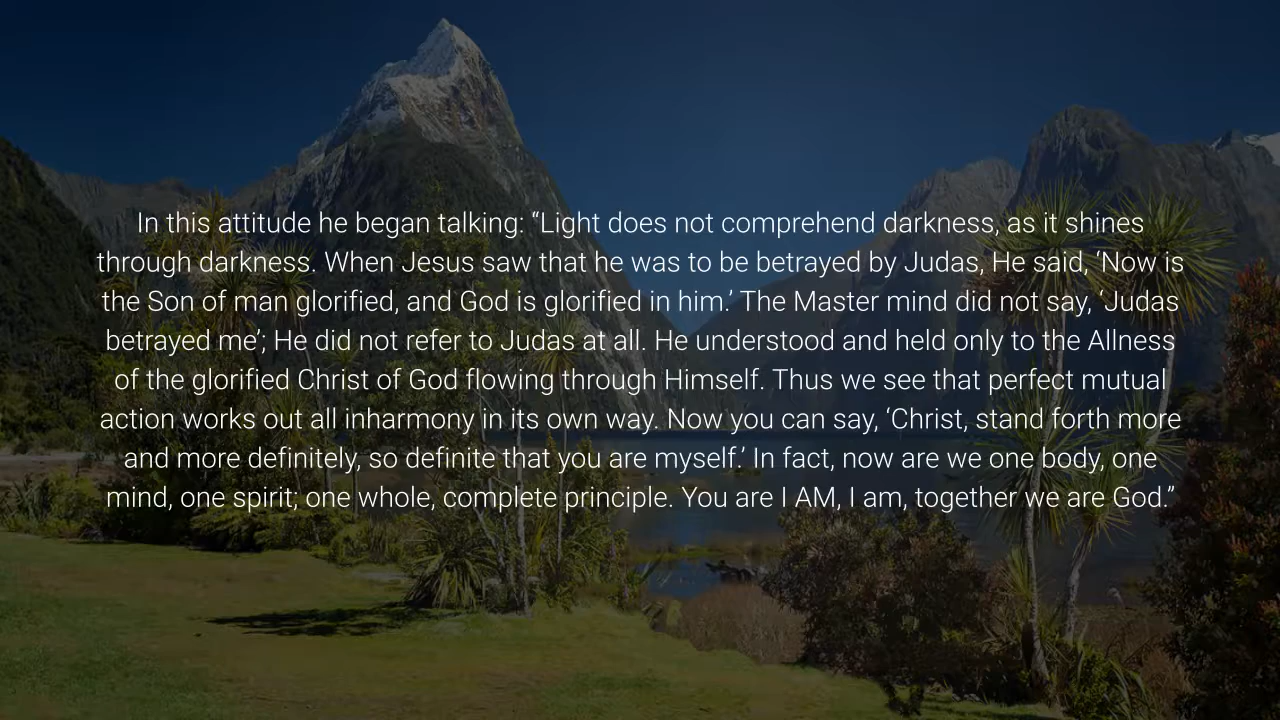 In this attitude he began talking: “Light does not comprehend darkness, as it shines
through darkness. When Jesus saw that he was to be betrayed by Judas, He said, ‘Now is
the Son of man glorified, and God is glorified in him.’ The Master mind did not say, ‘Judas
betrayed me’; He did not refer to Judas at all. He understood and held only to the Allness
of the glorified Christ of God flowing through Himself. Thus we see that perfect mutual
action works out all inharmony in its own way. Now you can say, ‘Christ, stand forth more
and more definitely, so definite that you are myself.’ In fact, now are we one body, one
mind, one spirit; one whole, complete principle. You are I AM, I am, together we are God.”